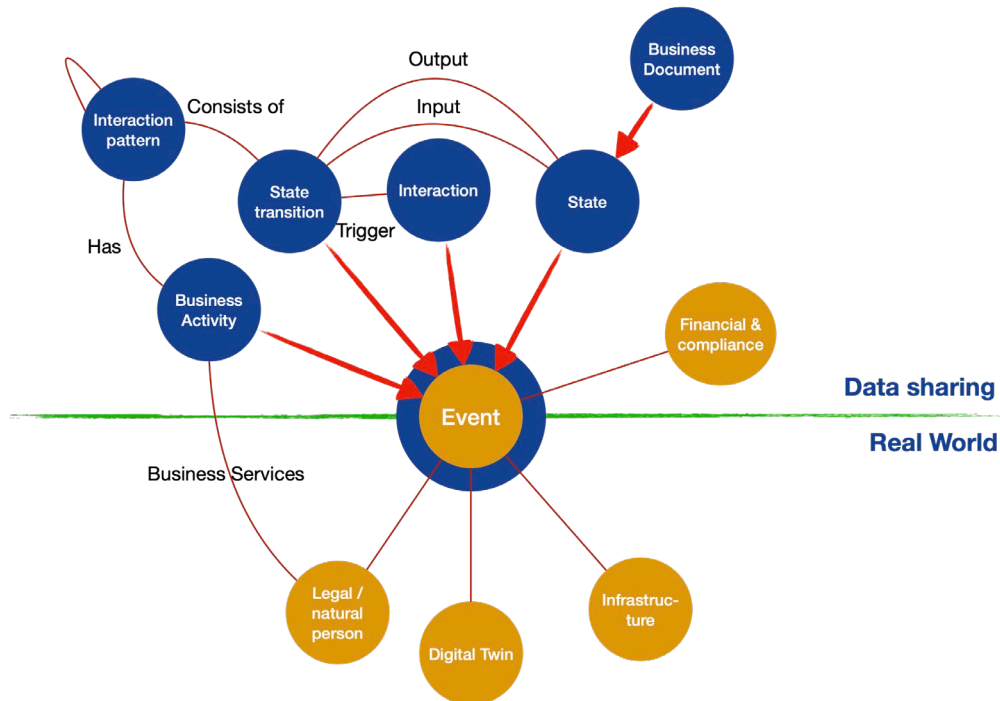 Output
Business
Document
Input
Consists of
Interaction
pattern
State
transition
Interaction
State
Trigger
Has
Business
Activity
Financial &
compliance
Data sharing
Event
Real World
Business Services
Legal /
natural
person
Infrastruc-
ture
Digital Twin